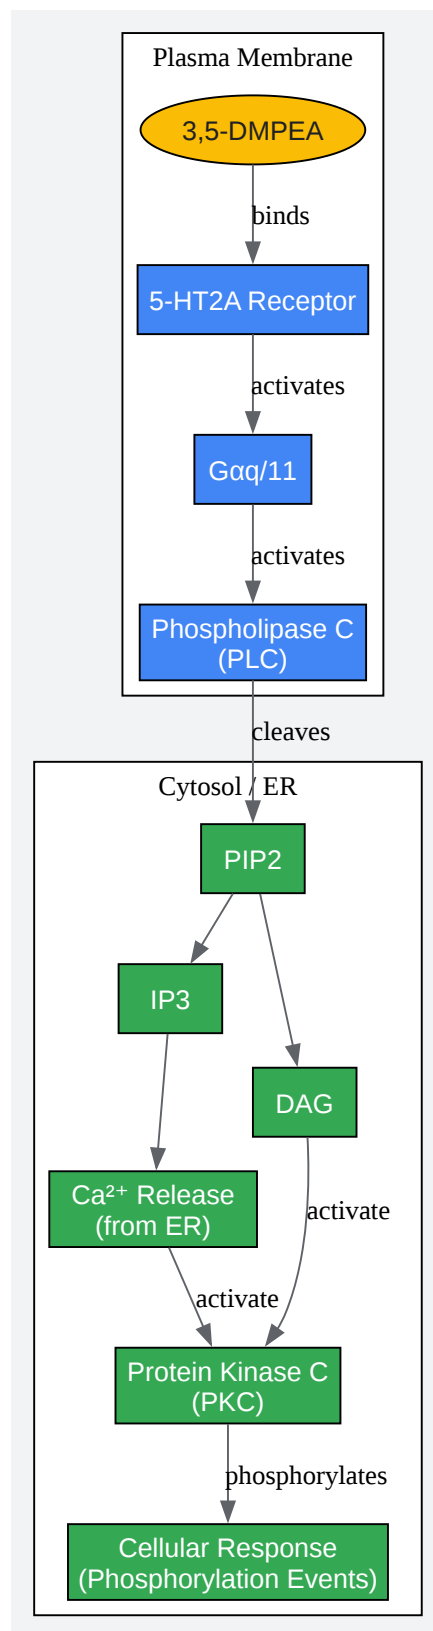 Plasma Membrane
3,5-DMPEA
binds
5-HT2A Receptor
activates
Gαq/11
activates
Phospholipase C
(PLC)
cleaves
Cytosol / ER
PIP2
IP3
DAG
Ca²⁺ Release
(from ER)
activate
activate
Protein Kinase C
(PKC)
phosphorylates
Cellular Response
(Phosphorylation Events)